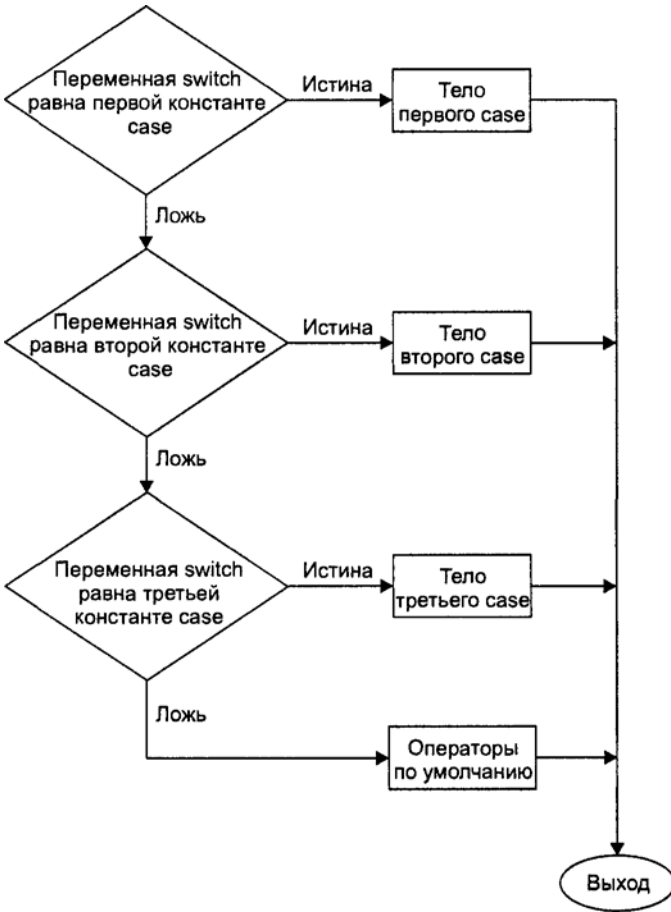 Переменная switch
равна первой константе
case
Истина
Тело
первого case
Ложь
Переменная switch
равна второй константе
case
Истина
Тело
второго case
Ложь
Переменная switch
равна третьей
константе case
Истина
Тело
третьего case
Ложь
Операторы
по умолчанию
Выход